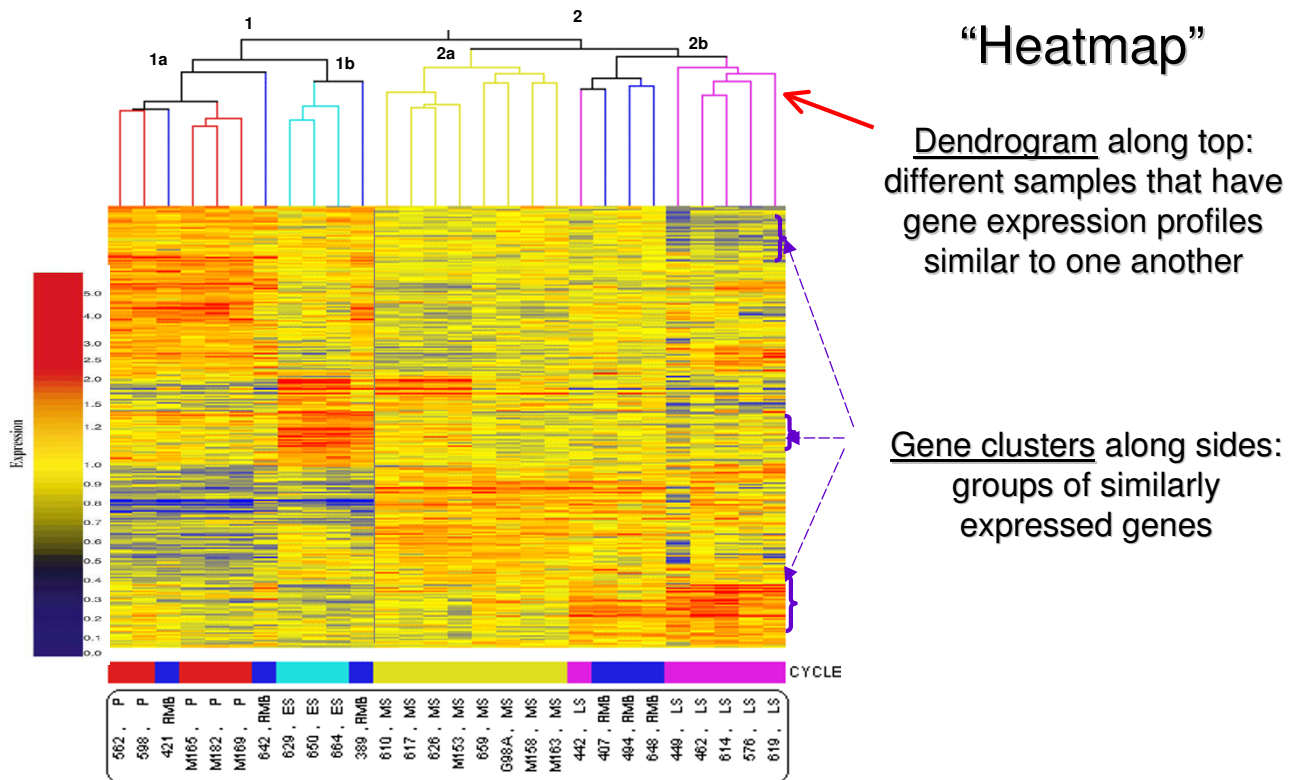 1
2
“Heatmap”
1a
1b
2a
2b
Dendrogram along top:
different samples that have
gene expression profiles
similar to one another
Expression
5.0
4.0
3.0
2.5
2.0
1.5
1.2
1.0
0.9
0.8
0.7
0.6
0.5
0.4
0.3
0.2
0.1
0.0
Gene clusters along sides:
groups of similarly
expressed genes
CYCLE
562, P
598, P
421 RMB
M165, P
M182, P
M169, P
642, RMB
629, ES
650, ES
664, ES
389, RMB
610, MS
617, MS
626, MS
M153, MS
659, MS
G98A, MS
M158, MS
M163, MS
442, LS
407, RMB
494, RMB
648, RMB
449, LS
462, LS
614, LS
576, LS
619, LS